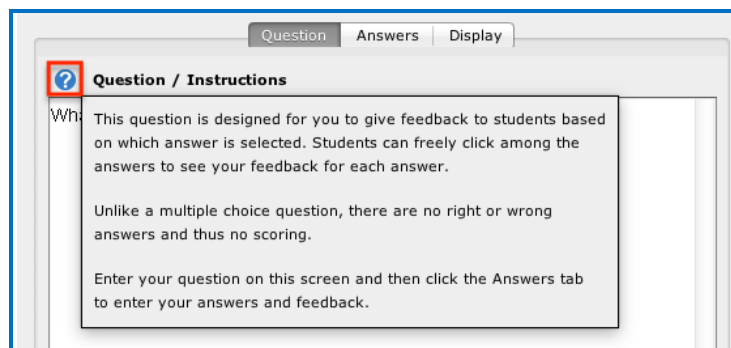 Question Answers Display
? Question / Instructions
Wh
This question is designed for you to give feedback to students based
on which answer is selected. Students can freely click among the
answers to see your feedback for each answer.
Unlike a multiple choice question, there are no right or wrong
answers and thus no scoring.
Enter your question on this screen and then click the Answers tab
to enter your answers and feedback.